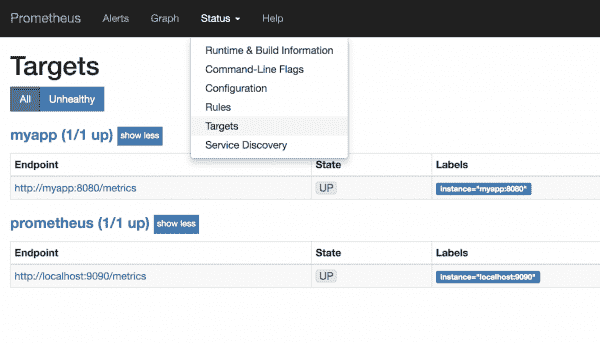 Prometheus Alerts Graph Status Help
Runtime & Build Information
Command-Line Flags
Configuration
Rules
Targets
Service Discovery
Targets
All Unhealthy
myapp (1/1 up) show less
Endpoint State Labels
http://myapp:8080/metrics UP instance="myapp:8080"
prometheus (1/1 up) show less
Endpoint State Labels
http://localhost:9090/metrics UP instance="localhost:9090"